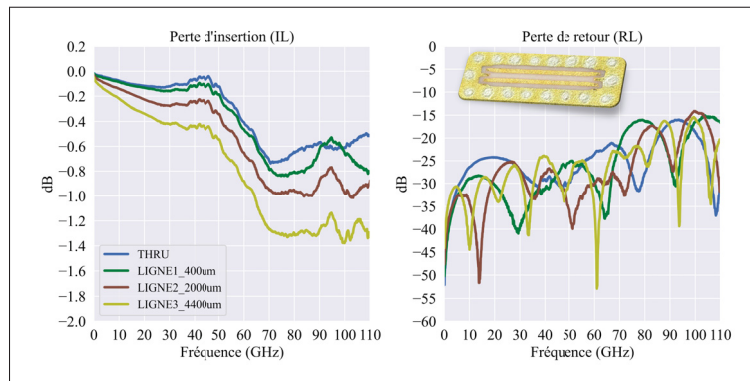 Perte d'insertion (IL)
0.2
0.0
−0.2
−0.4
−0.6
−0.8
−1.0
−1.2
−1.4
−1.6
−1.8
−2.0
dB
THRU
LIGNE1_400um
LIGNE2_2000um
LIGNE3_4400um
0 10 20 30 40 50 60 70 80 90 100 110
Fréquence (GHz)
Perte de retour (RL)
0
−5
−10
−15
−20
−25
−30
−35
−40
−45
−50
−55
−60
dB
0 10 20 30 40 50 60 70 80 90 100 110
Fréquence (GHz)